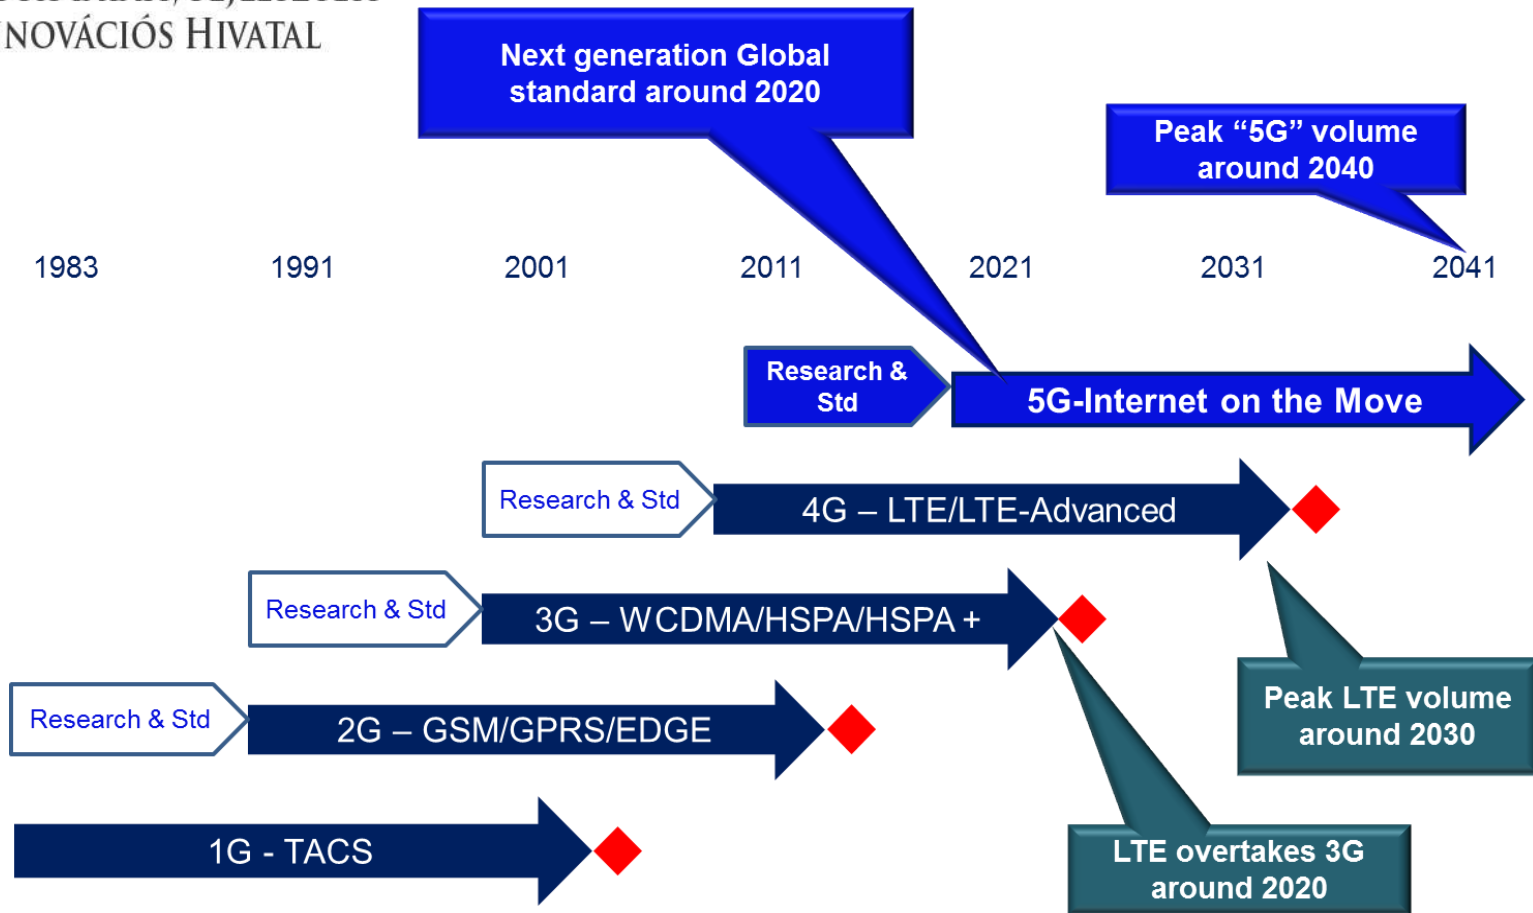 INNOVÁCIÓS HIVATAL
Next generation Global
standard around 2020
Peak “5G” volume
around 2040
1983 1991 2001 2011 2021 2031 2041
Research &
Std
5G-Internet on the Move
Research & Std
4G – LTE/LTE-Advanced
Research & Std
3G – WCDMA/HSPA/HSPA +
Peak LTE volume
around 2030
Research & Std
2G – GSM/GPRS/EDGE
1G - TACS
LTE overtakes 3G
around 2020